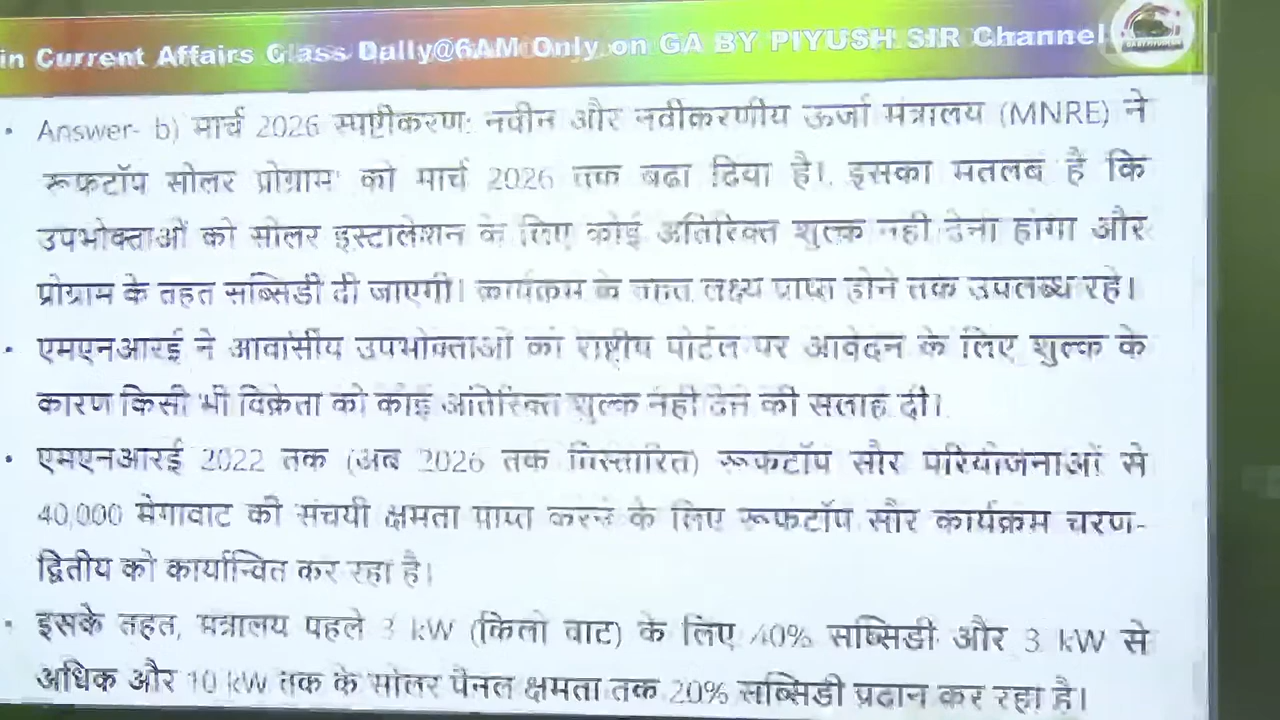 in Current Affairs Class Daily@6AM Only on GA BY PIYUSH SIR Channel
• Answer- b) मार्च 2026 स्पष्टीकरण: नवीन और नवीकरणीय ऊर्जा मंत्रालय (MNRE) ने
रूफटॉप सोलर प्रोग्राम को मार्च 2026 तक बढ़ा दिया है। इसका मतलब है कि
उपभोक्ताओं को सोलर इंस्टालेशन के लिए कोई अतिरिक्त शुल्क नहीं देना होगा और
प्रोग्राम के तहत सब्सिडी दी जाएगी। कार्यक्रम के तहत लक्ष्य प्राप्त होने तक उपलब्ध रहे।
• एमएनआरई ने आवासीय उपभोक्ताओं को राष्ट्रीय पोर्टल पर आवेदन के लिए शुल्क के
कारण किसी भी विक्रेता को कोई अतिरिक्त शुल्क नहीं देने की सलाह दी।
• एमएनआरई 2022 तक (अब 2026 तक विस्तारित) रूफटॉप सौर परियोजनाओं से
40,000 मेगावाट की संचयी क्षमता प्राप्त करने के लिए रूफटॉप सौर कार्यक्रम चरण-
द्वितीय को कार्यान्वित कर रहा है।
• इसके तहत, मंत्रालय पहले 3 kW (किलो वाट) के लिए 40% सब्सिडी और 3 kW से
अधिक और 10 kW तक के सोलर पैनल क्षमता तक 20% सब्सिडी प्रदान कर रहा है।